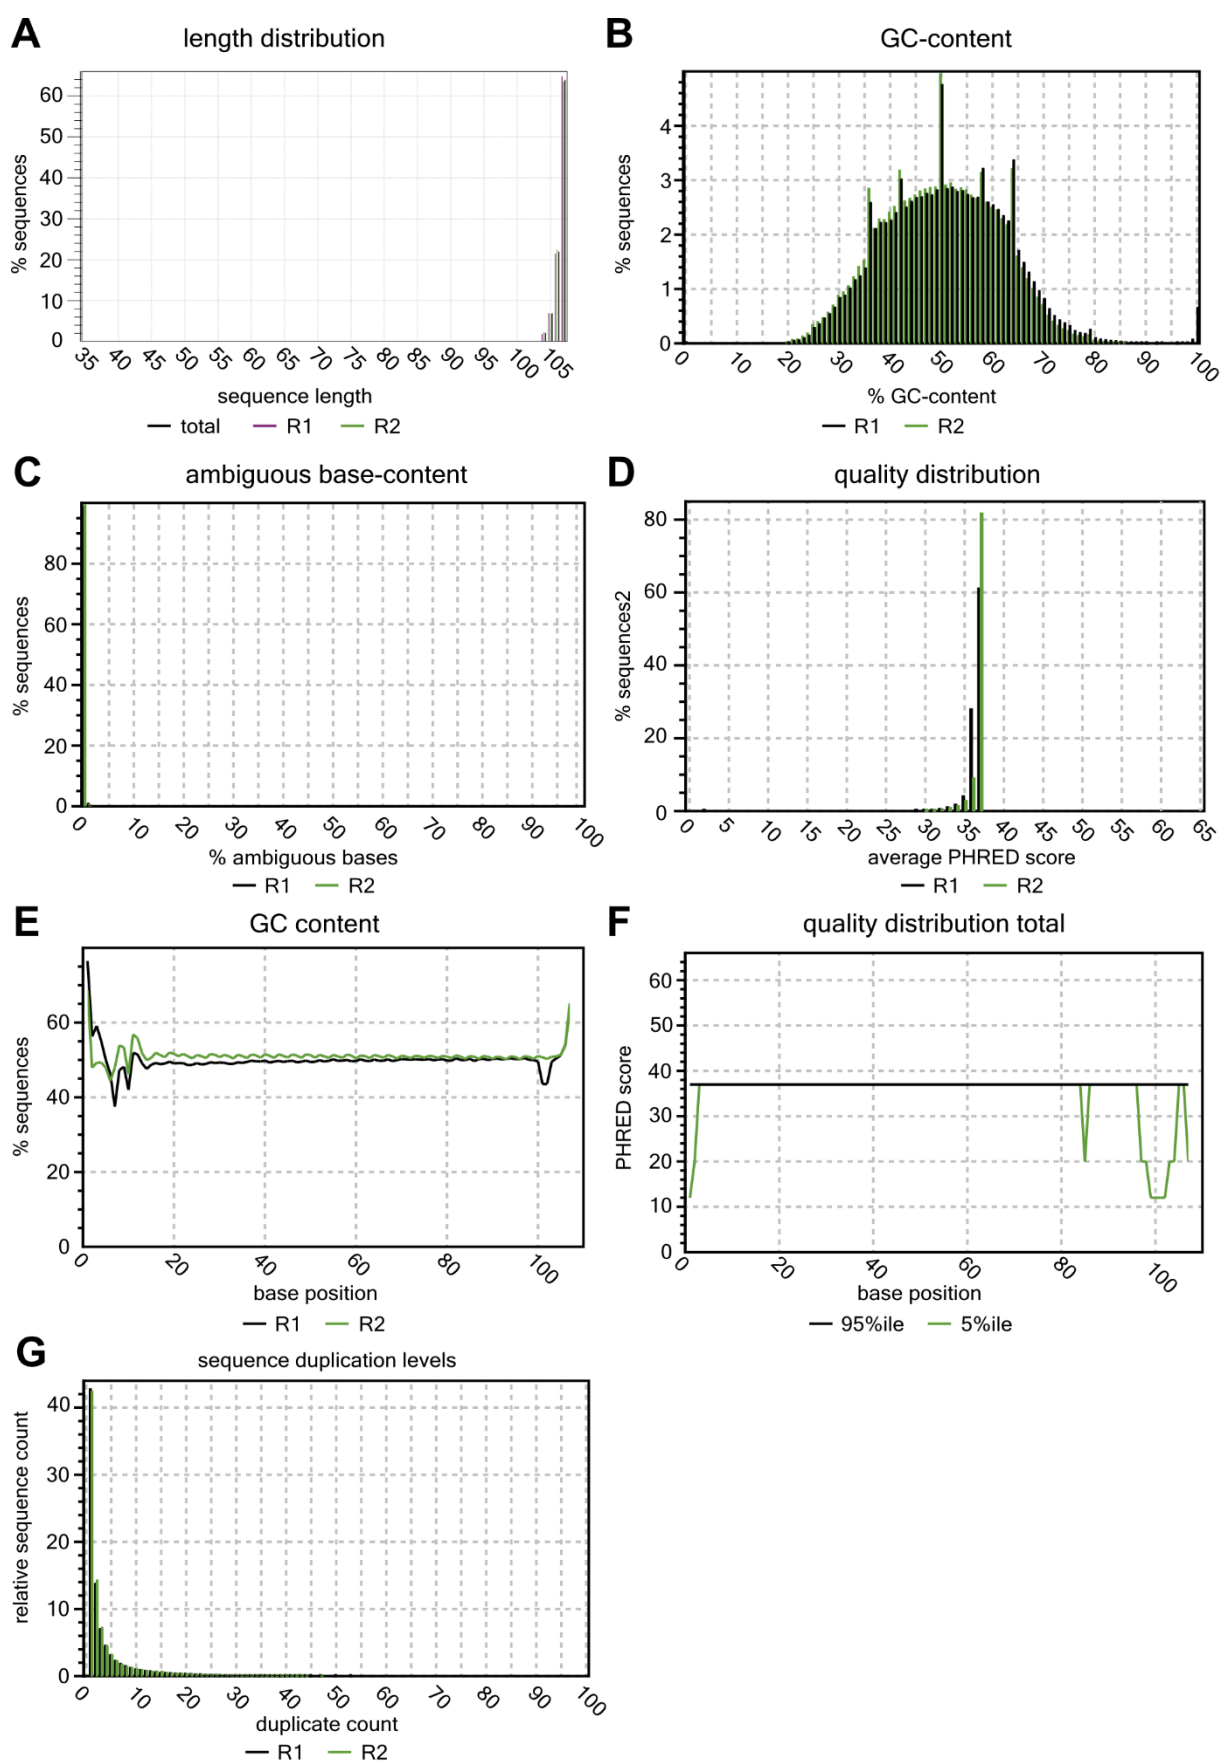 A length distribution
% sequences
60
50
40
30
20
10
0
35 40 45 50 55 60 65 70 75 80 85 90 95 100 105
sequence length
total R1 R2
B GC-content
% sequences
4
3
2
1
0
0 10 20 30 40 50 60 70 80 90 100
% GC-content
R1 R2
C ambiguous base-content
% sequences
80
60
40
20
0
0 10 15 20 25 30 35 40 45 50 55 60 65 70 75 80 85 90 100
% ambiguous bases
R1 R2
D quality distribution
% sequences2
80
60
40
20
0
0 5 10 15 20 25 30 35 40 45 50 55 60 65
average PHRED score
R1 R2
E GC content
% sequences
60
40
20
0
0 20 40 60 80 100
base position
R1 R2
F quality distribution total
PHRED score
60
50
40
30
20
10
0
0 20 40 60 80 100
base position
95%ile 5%ile
G sequence duplication levels
relative sequence count
40
30
20
10
0
0 10 20 30 40 50 60 70 80 90 100
duplicate count
R1 R2